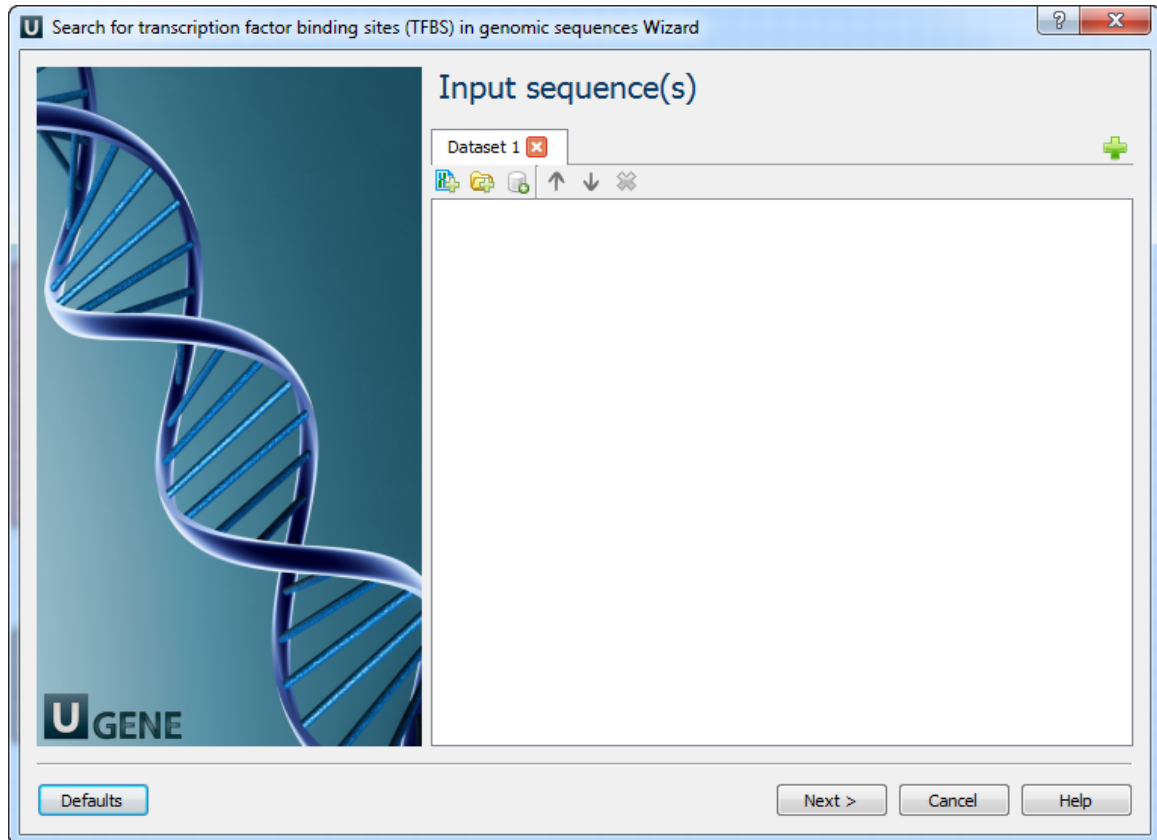 U Search for transcription factor binding sites (TFBS) in genomic sequences Wizard
Input sequence(s)
Dataset 1
U GENE
Defaults
Next >
Cancel
Help